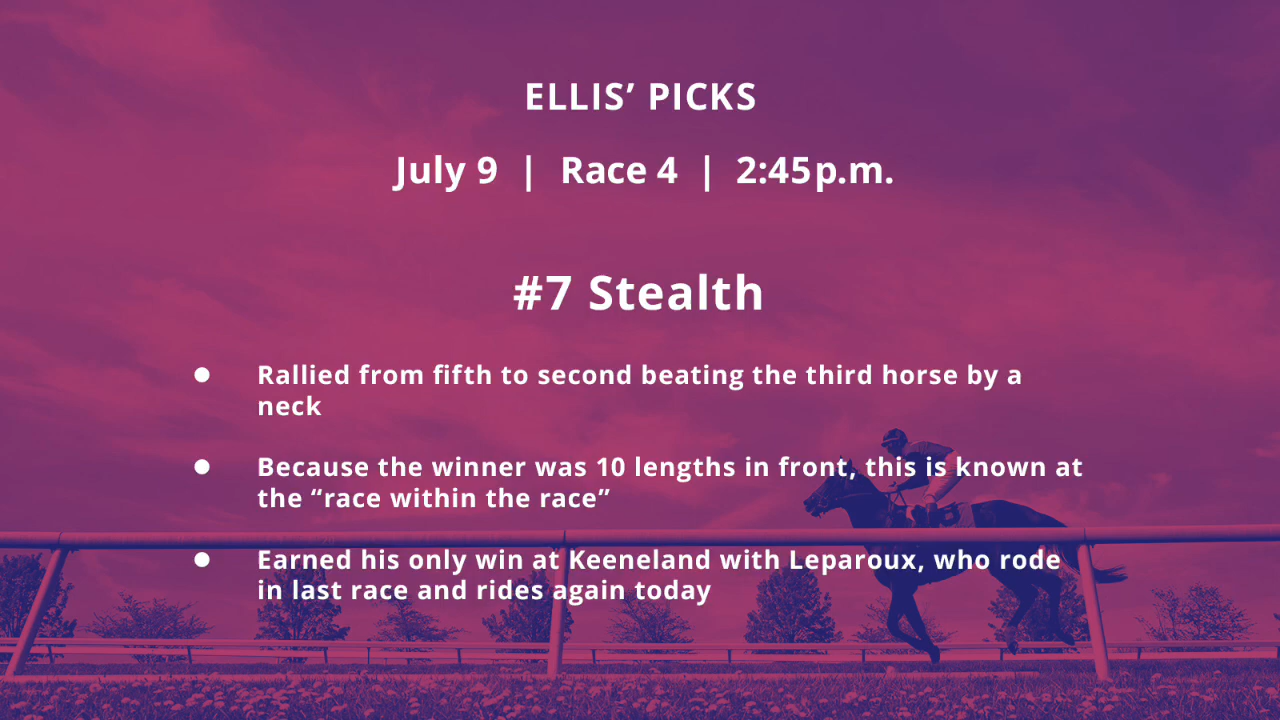 ELLIS’ PICKS
July 9 | Race 4 | 2:45p.m.
#7 Stealth
● Rallied from fifth to second beating the third horse by a
neck
● Because the winner was 10 lengths in front, this is known at
the “race within the race”
● Earned his only win at Keeneland with Leparoux, who rode
in last race and rides again today